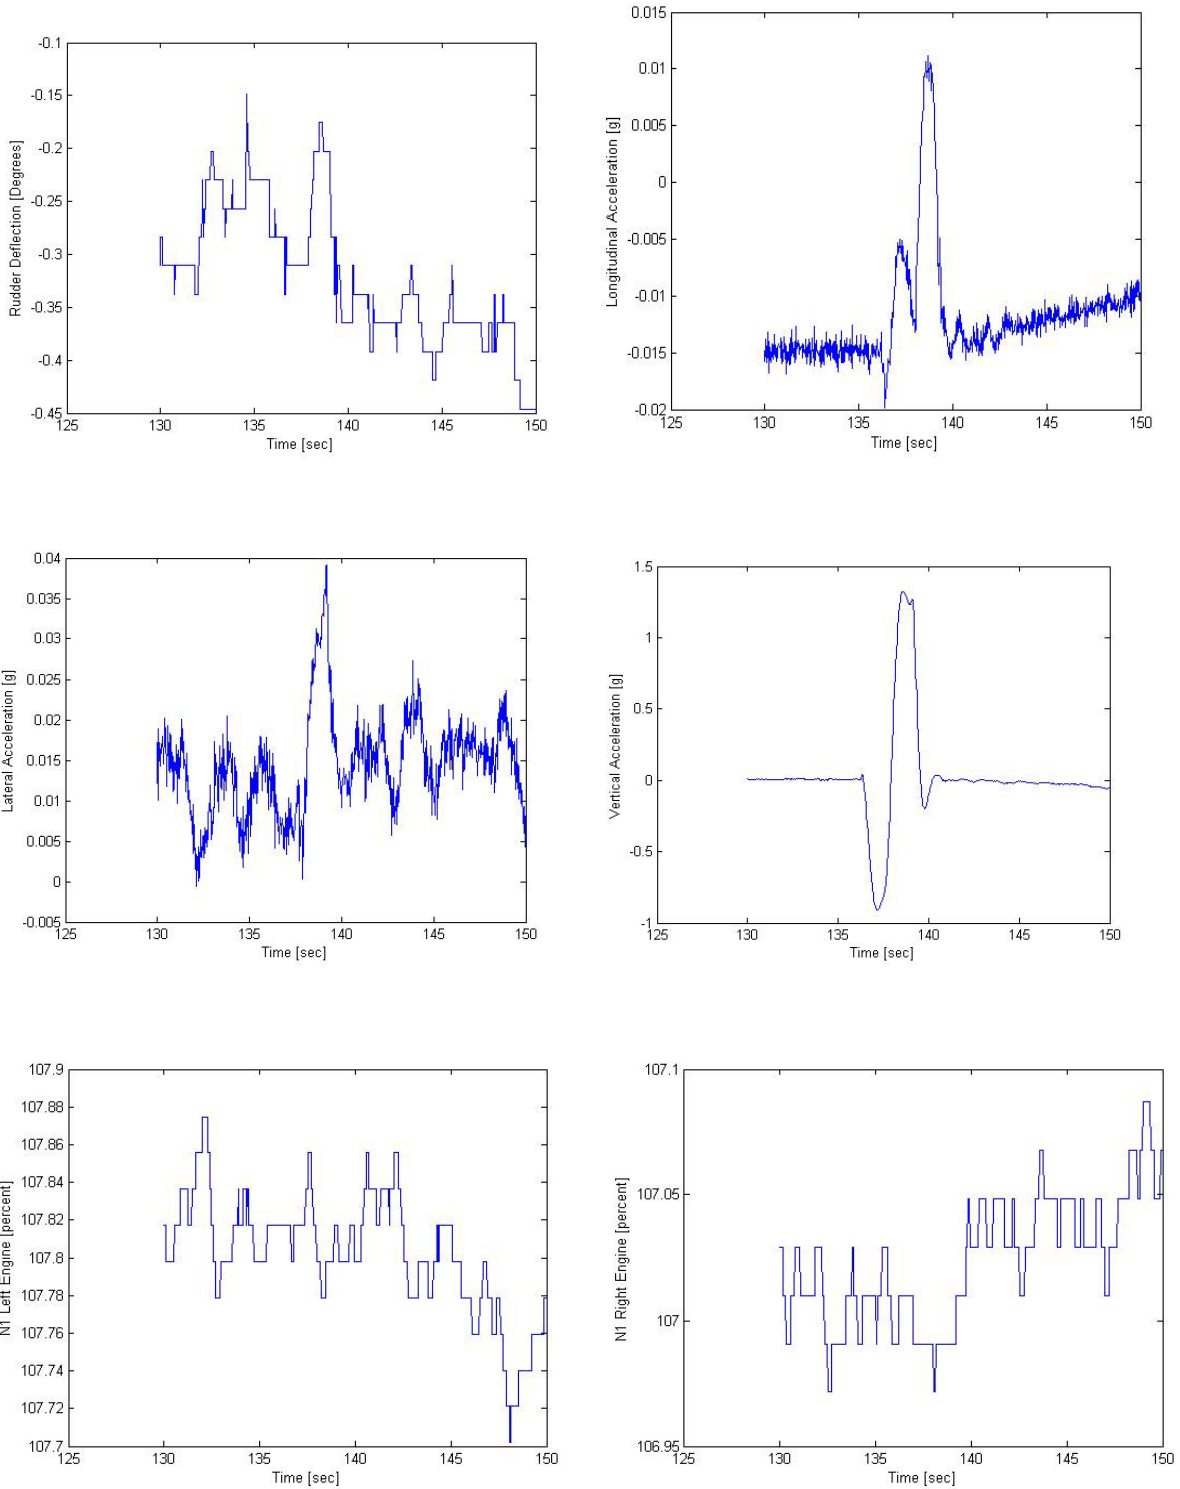 -0.1
-0.15
-0.2
-0.25
-0.3
-0.35
-0.4
-0.45
Rudder Deflection [Degrees]
125 130 135 140 145 150
Time [sec]
0.015
0.01
0.005
0
-0.005
-0.01
-0.015
-0.02
Longitudinal Acceleration [g]
125 130 135 140 145 150
Time [sec]
0.04
0.035
0.03
0.025
0.02
0.015
0.01
0.005
0
-0.005
Lateral Acceleration [g]
125 130 135 140 145 150
Time [sec]
1.5
1
0.5
0
-0.5
-1
Vertical Acceleration [g]
125 130 135 140 145 150
Time [sec]
107.9
107.88
107.86
107.84
107.82
107.8
107.78
107.76
107.74
107.72
107.7
N1 Left Engine [percent]
125 130 135 140 145 150
Time [sec]
107.1
107.05
107
106.95
N1 Right Engine [percent]
125 130 135 140 145 150
Time [sec]